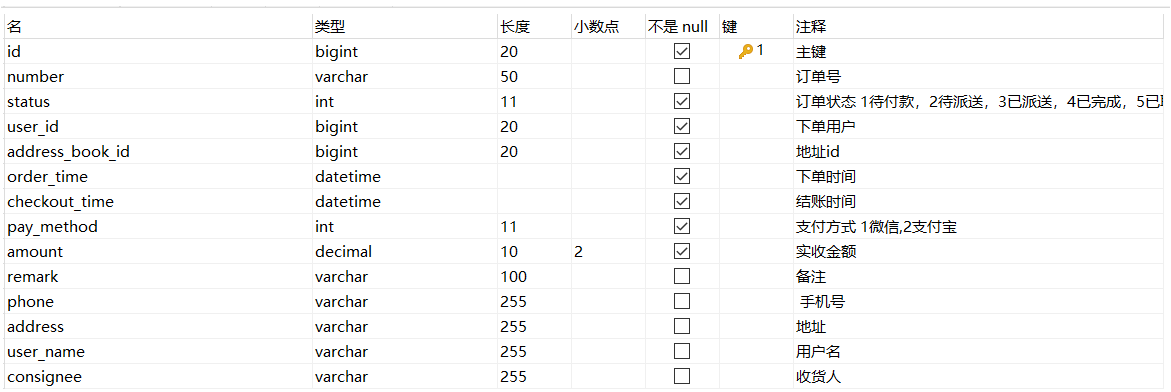 名 类型 长度 小数点 不是 null 键 注释
id bigint 20 1 主键
number varchar 50 订单号
status int 11 订单状态 1待付款，2待派送，3已派送，4已完成，5已
user_id bigint 20 下单用户
address_book_id bigint 20 地址id
order_time datetime 下单时间
checkout_time datetime 结账时间
pay_method int 11 支付方式 1微信,2支付宝
amount decimal 10 2 实收金额
remark varchar 100 备注
phone varchar 255 手机号
address varchar 255 地址
user_name varchar 255 用户名
consignee varchar 255 收货人